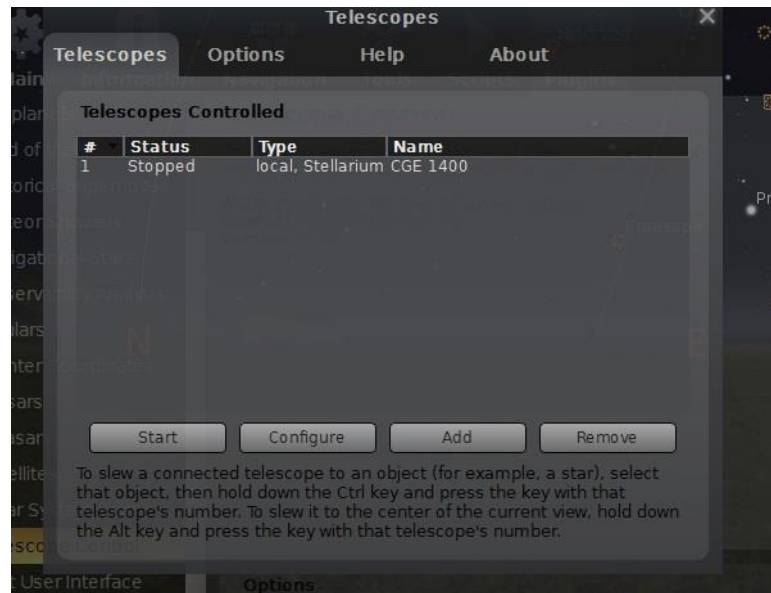 Telescopes
Telescopes Options Help About
Telescopes Controlled
# Status Type Name
1 Stopped local, Stellarium CGE 1400
Start Configure Add Remove
To slew a connected telescope to an object (for example, a star), select
that object, then hold down the Ctrl key and press the key with that
telescope's number. To slew it to the center of the current view, hold down
the Alt key and press the key with that telescope's number.
N
E
User Interface
Options